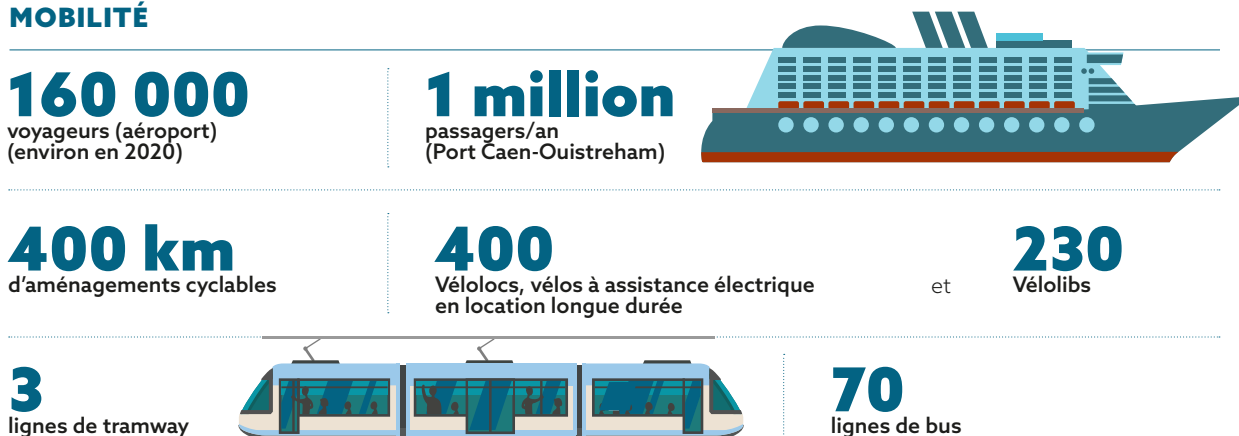 MOBILITÉ
160 000
voyageurs (aéroport)
(environ en 2020)
1 million
passagers/an
(Port Caen-Ouistreham)
400 km
d'aménagements cyclables
400
Vélolocs, vélos à assistance électrique
en location longue durée
et
230
Vélolibs
3
lignes de tramway
70
lignes de bus